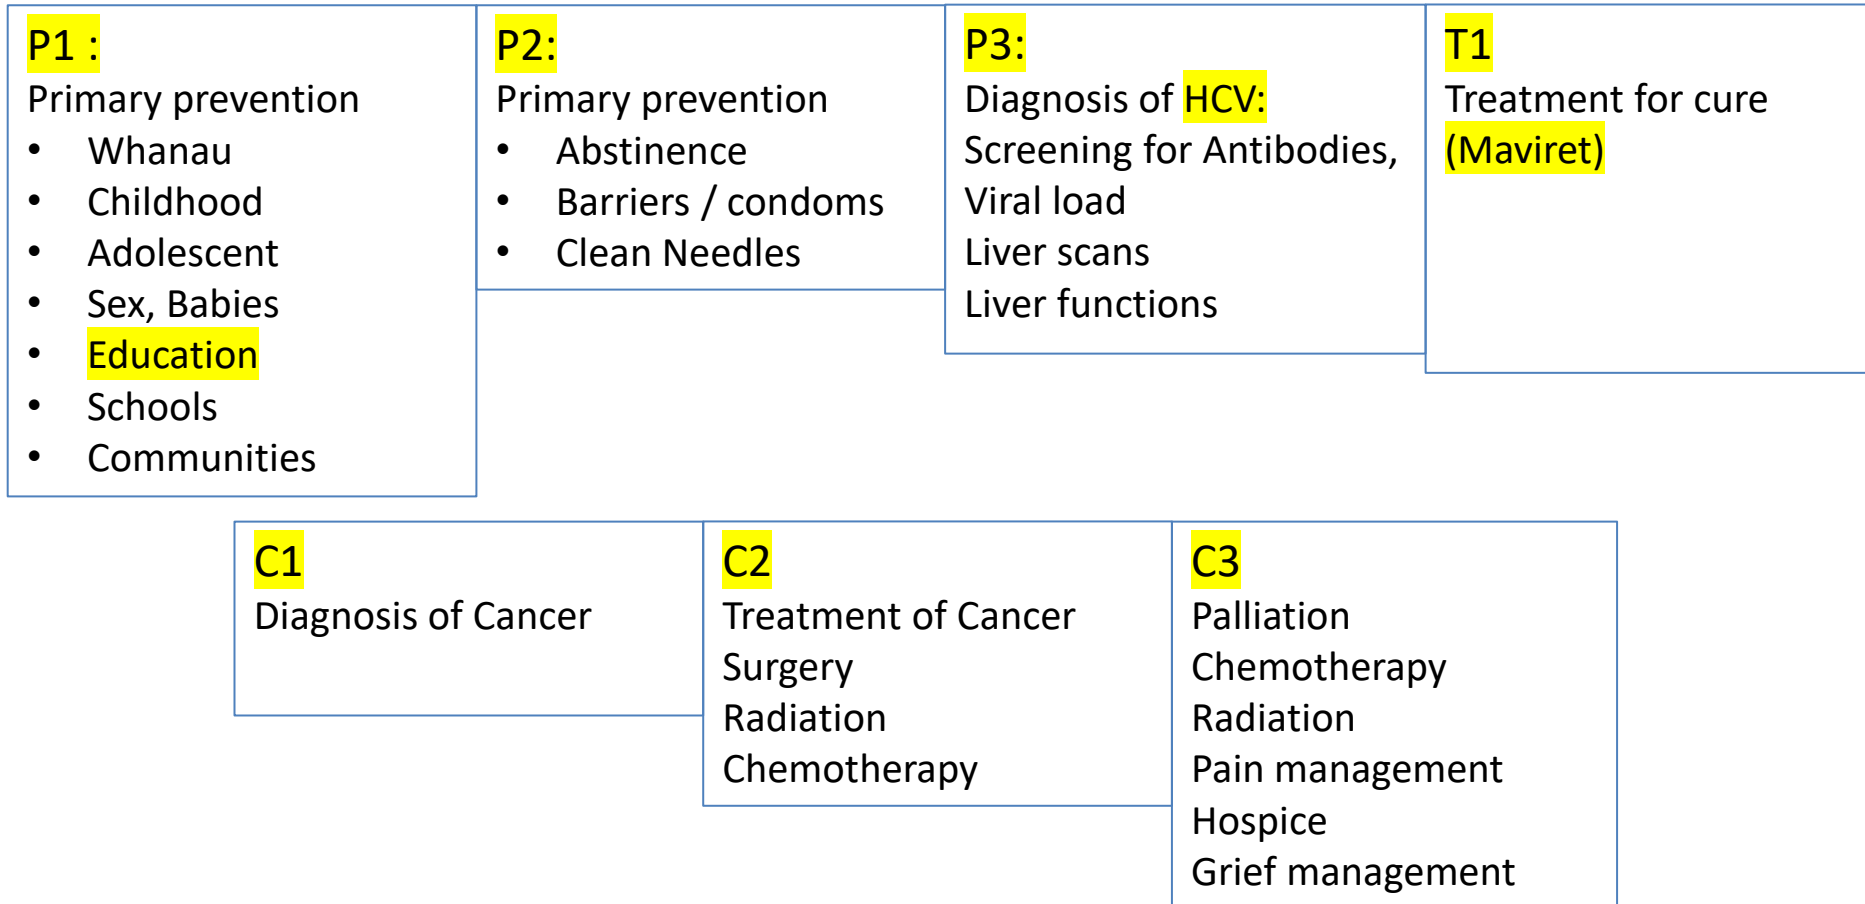 P1 :
Primary prevention
• Whanau
• Childhood
• Adolescent
• Sex, Babies
• Education
• Schools
• Communities
P2:
Primary prevention
• Abstinence
• Barriers / condoms
• Clean Needles
P3:
Diagnosis of HCV:
Screening for Antibodies,
Viral load
Liver scans
Liver functions
T1
Treatment for cure
(Maviret)
C1
Diagnosis of Cancer
C2
Treatment of Cancer
Surgery
Radiation
Chemotherapy
C3
Palliation
Chemotherapy
Radiation
Pain management
Hospice
Grief management